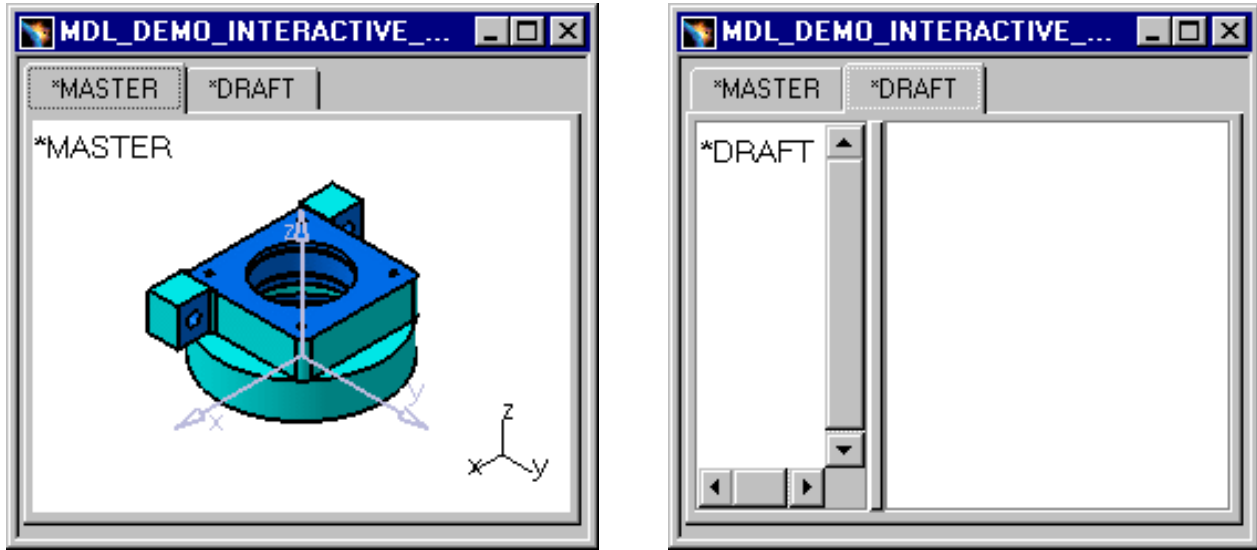 MDL_DEMO_INTERACTIVE_...
*MASTER *DRAFT
*MASTER
z
x
y
z
x
y
MDL_DEMO_INTERACTIVE_...
*MASTER *DRAFT
*DRAFT